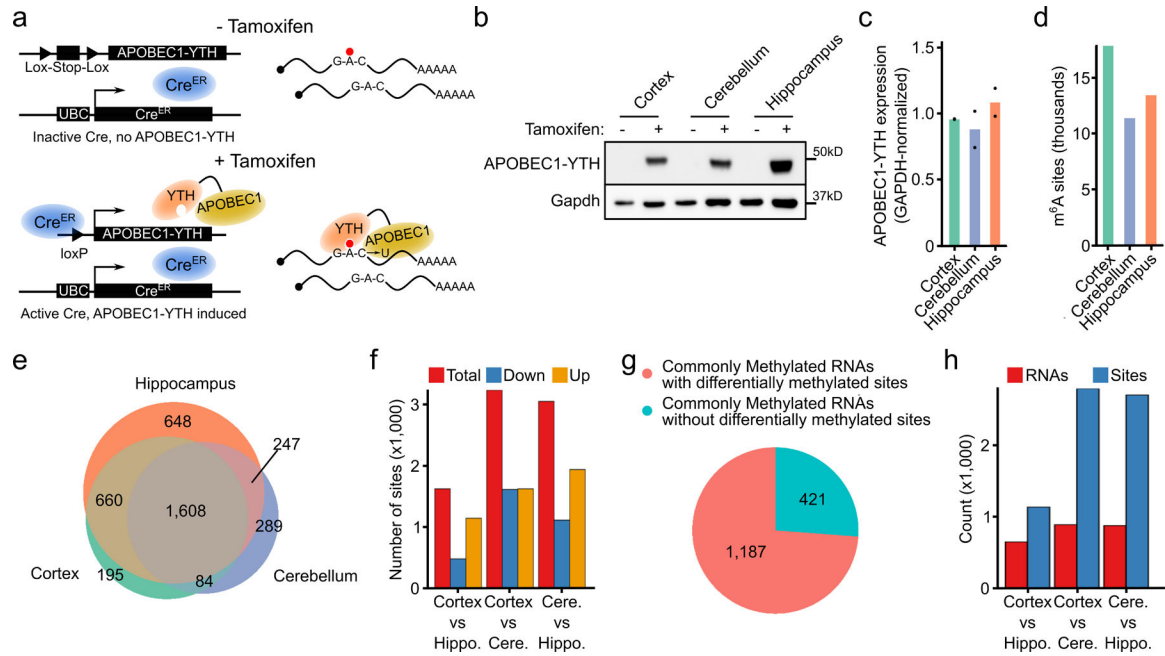 a
- Tamoxifen
APOBEC1-YTH
Lox-Stop-Lox
Cre^ER
UBC
Cre^ER
Inactive Cre, no APOBEC1-YTH
G-A-C
AAAAA
G-A-C
AAAAA
+ Tamoxifen
YTH
APOBEC1
Cre^ER
loxP
APOBEC1-YTH
Cre^ER
UBC
Cre^ER
Active Cre, APOBEC1-YTH induced
YTH
APOBEC1
G-A-C→U
AAAAA
G-A-C
AAAAA
b
Cortex
Cerebellum
Hippocampus
Tamoxifen: - + - + - +
APOBEC1-YTH
50kD
Gapdh
37kD
c
APOBEC1-YTH expression
(GAPDH-normalized)
1.5
1.0
0.5
0
Cortex
Cerebellum
Hippocampus
d
m⁶A sites (thousands)
15
10
5
0
Cortex
Cerebellum
Hippocampus
e
Hippocampus
648
247
660
1,608
289
Cortex
195
84
Cerebellum
f
Total Down Up
Number of sites (x1,000)
3
2
1
0
Cortex
vs
Hippo.
Cortex
vs
Cere.
Cere.
vs
Hippo.
g
Commonly Methylated RNAs
with differentially methylated sites
Commonly Methylated RNAs
without differentially methylated sites
421
1,187
h
RNAs Sites
Count (x1,000)
2
1
0
Cortex
vs
Hippo.
Cortex
vs
Cere.
Cere.
vs
Hippo.